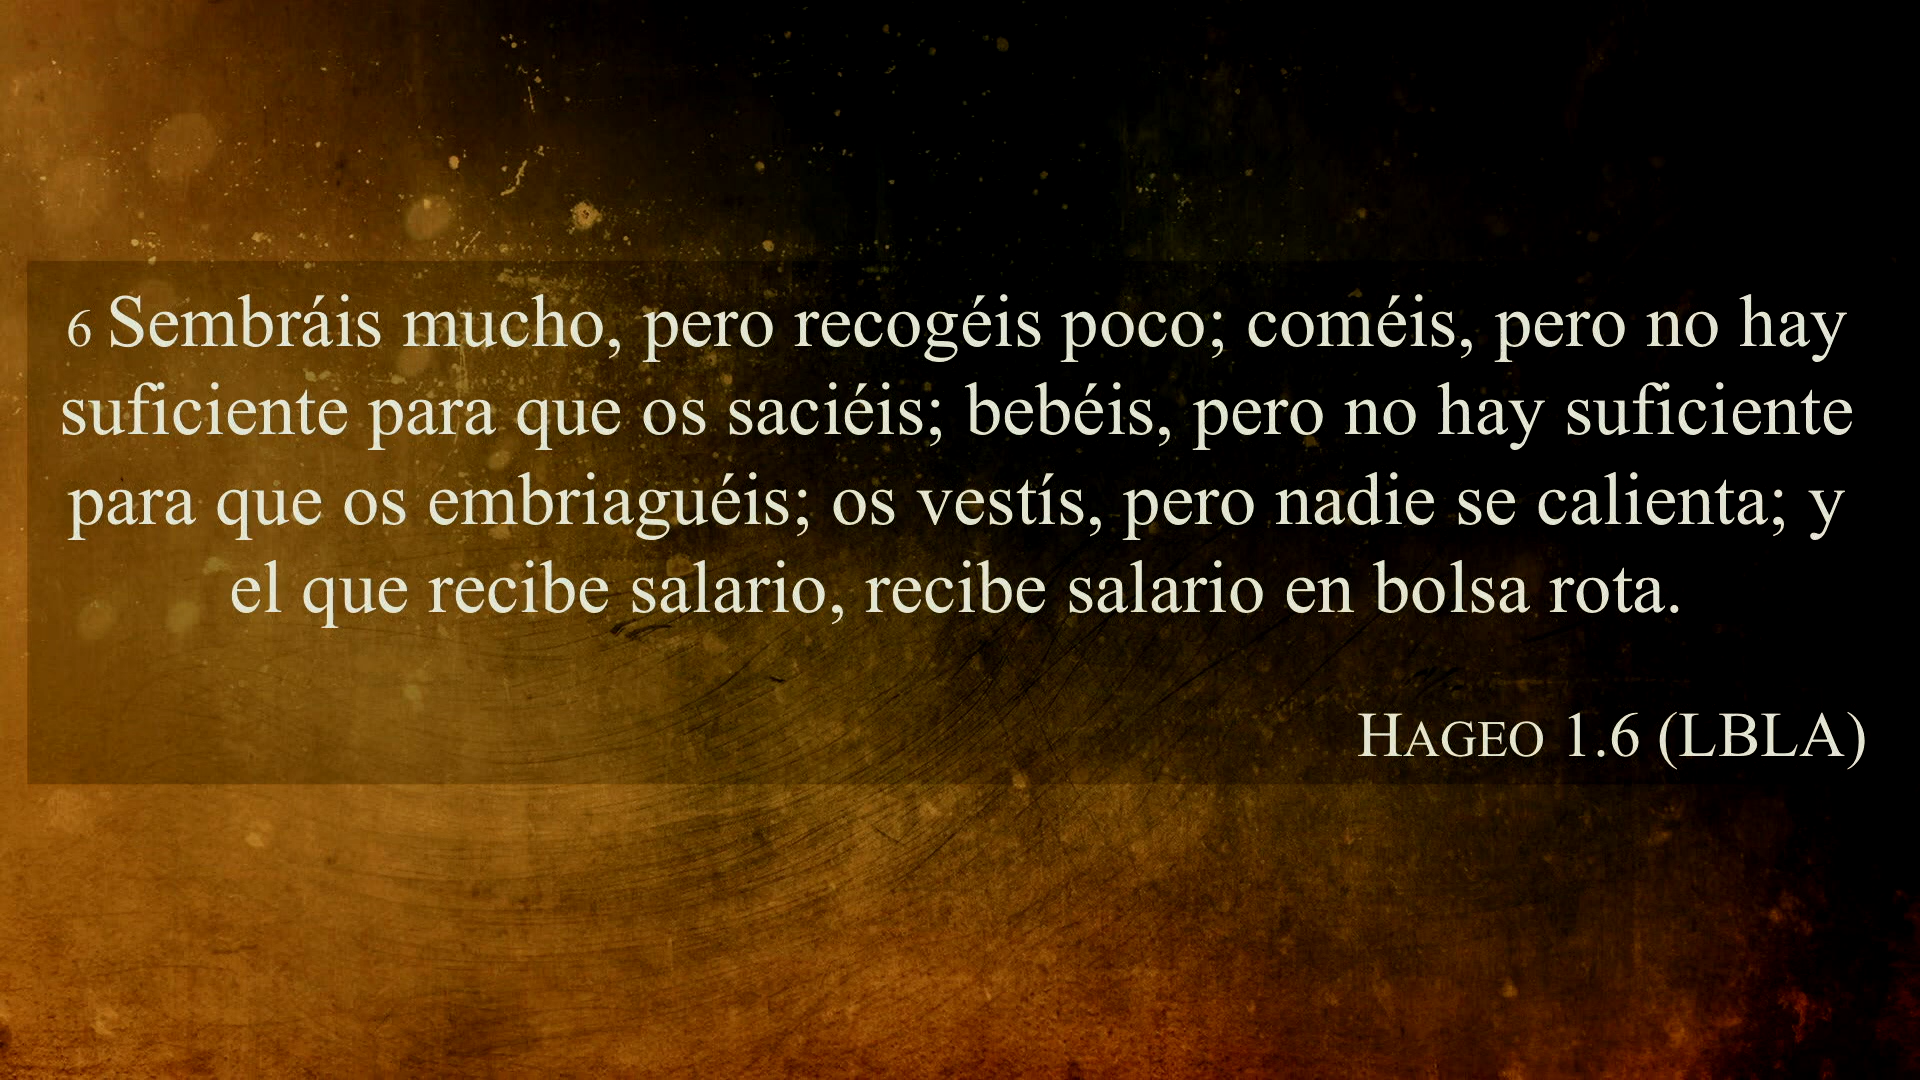 6 Sembráis mucho, pero recogéis poco; coméis, pero no hay
suficiente para que os saciéis; bebéis, pero no hay suficiente
para que os embriaguéis; os vestís, pero nadie se calienta; y
el que recibe salario, recibe salario en bolsa rota.
HAGEO 1.6 (LBLA)